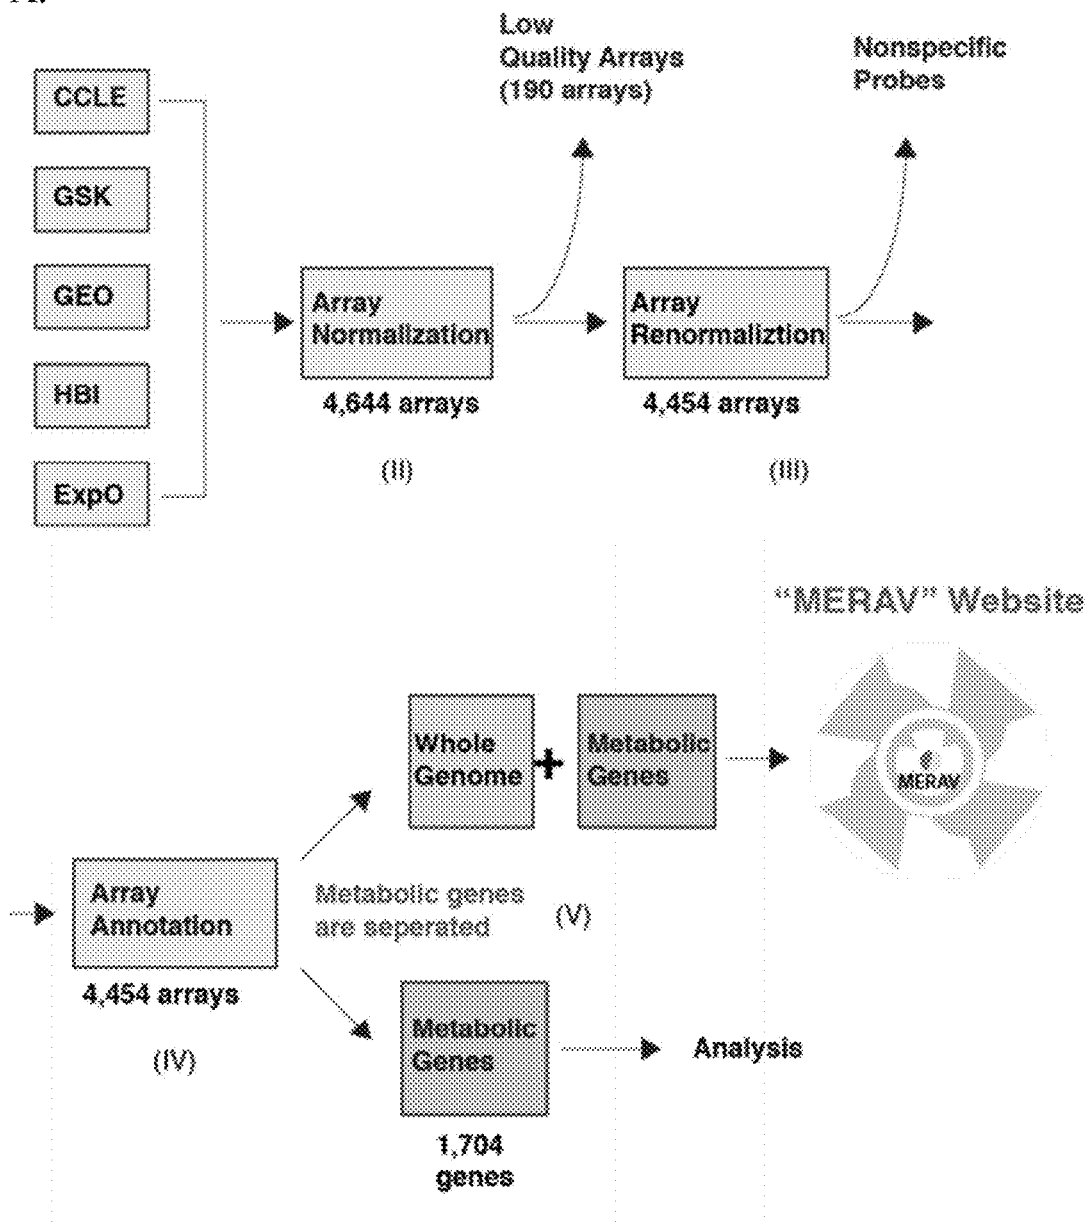 CCLE
GSK
GEO
HBI
ExpO
Low
Quality Arrays
(190 arrays)
Nonspecific
Probes
Array
Normalization
4,644 arrays
(II)
Array
Renormaliztion
4,454 arrays
(III)
"MERAV" Website
MERAV
Whole
Genome
+
Metabolic
Genes
Array
Annotation
4,454 arrays
(IV)
Metabolic genes
are seperated
(V)
Metabolic
Genes
1,704
genes
Analysis